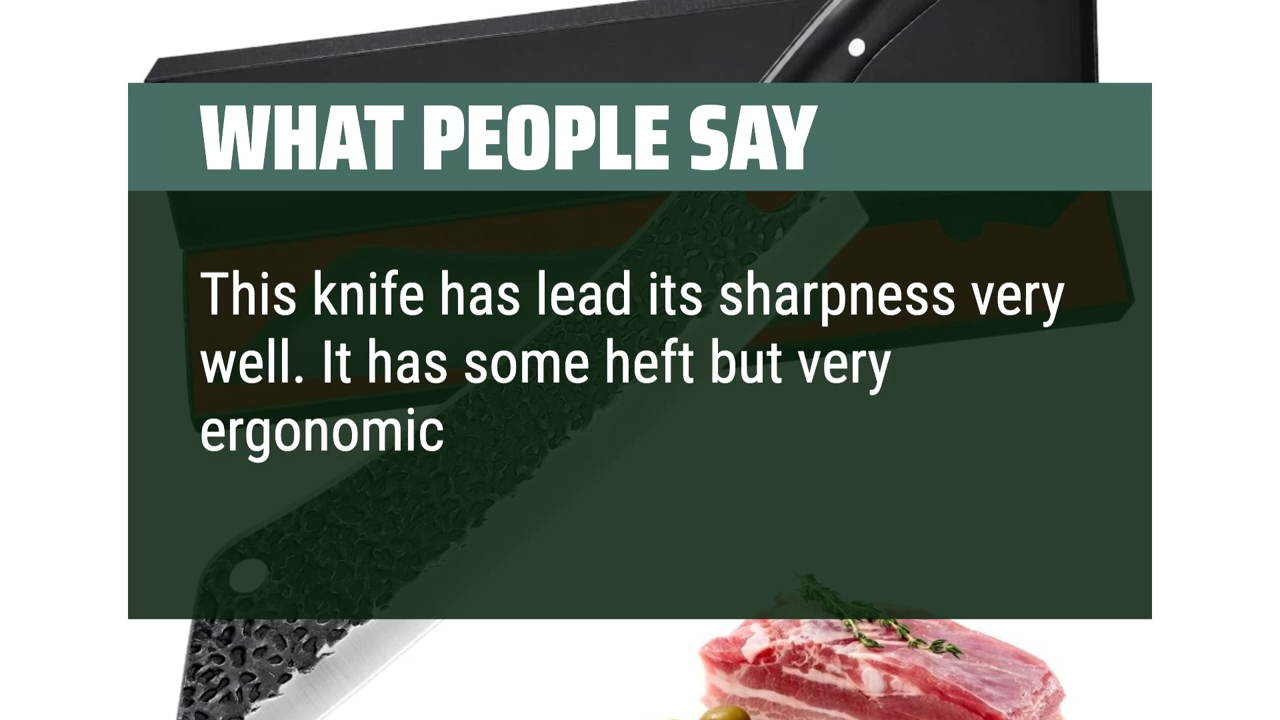 WHAT PEOPLE SAY
This knife has lead its sharpness very
well. It has some heft but very
ergonomic